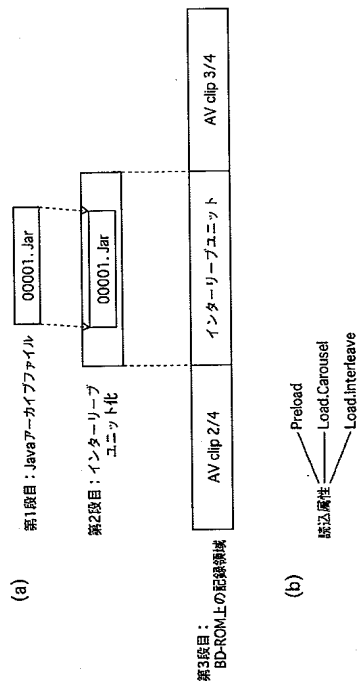 (a)
第1段目：Javaアーカイブファイル
00001. Jar
第2段目：インターリーブ
ユニット化
00001. Jar
第3段目：
BD-ROM上の記録領域
AV clip 2/4
インターリーブユニット
AV clip 3/4
(b)
読込属性
Preload
Load.Carousel
Load.Interleave